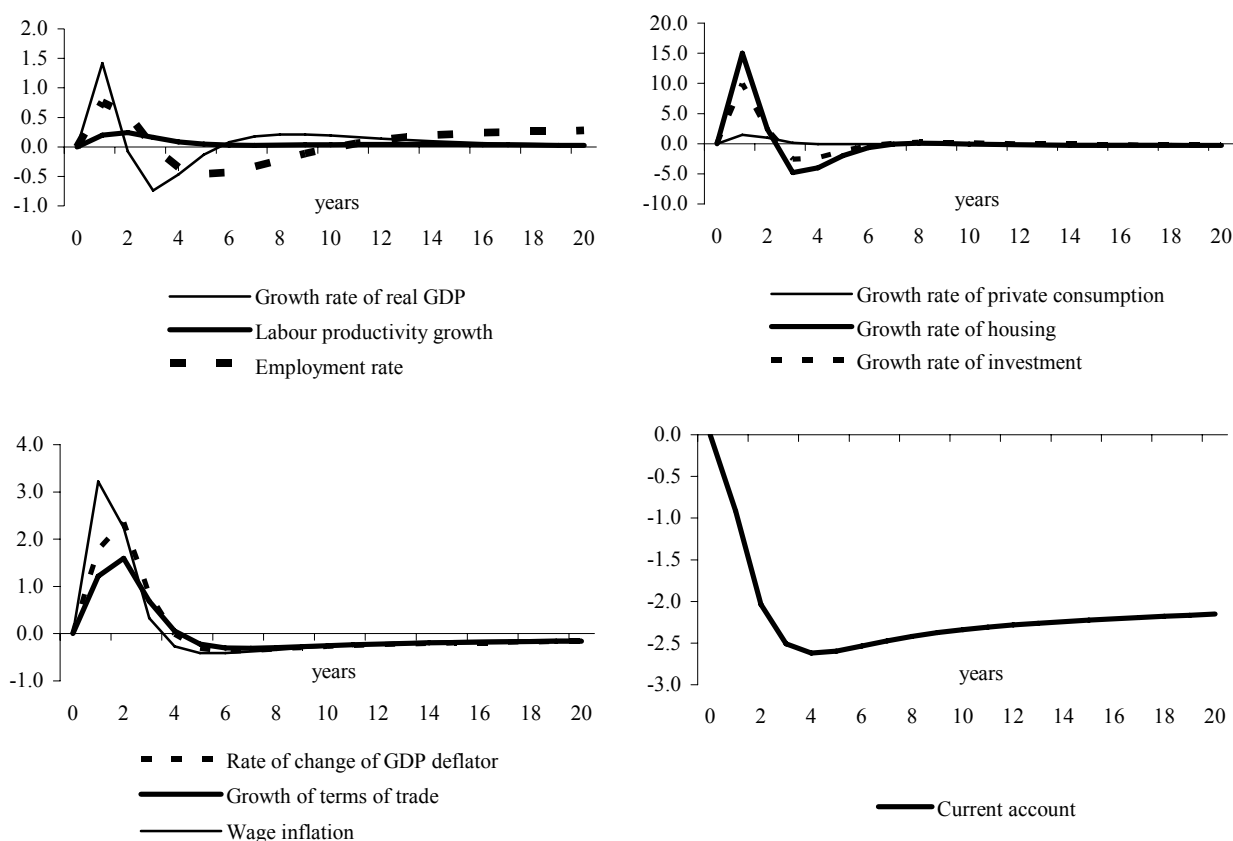 2.0
1.5
1.0
0.5
0.0
-0.5
-1.0
years
0 2 4 6 8 10 12 14 16 18 20
Growth rate of real GDP
Labour productivity growth
Employment rate
20.0
15.0
10.0
5.0
0.0
-5.0
-10.0
years
0 2 4 6 8 10 12 14 16 18 20
Growth rate of private consumption
Growth rate of housing
Growth rate of investment
4.0
3.0
2.0
1.0
0.0
-1.0
years
0 2 4 6 8 10 12 14 16 18 20
Rate of change of GDP deflator
Growth of terms of trade
Wage inflation
0.0
-0.5
-1.0
-1.5
-2.0
-2.5
-3.0
years
0 2 4 6 8 10 12 14 16 18 20
Current account